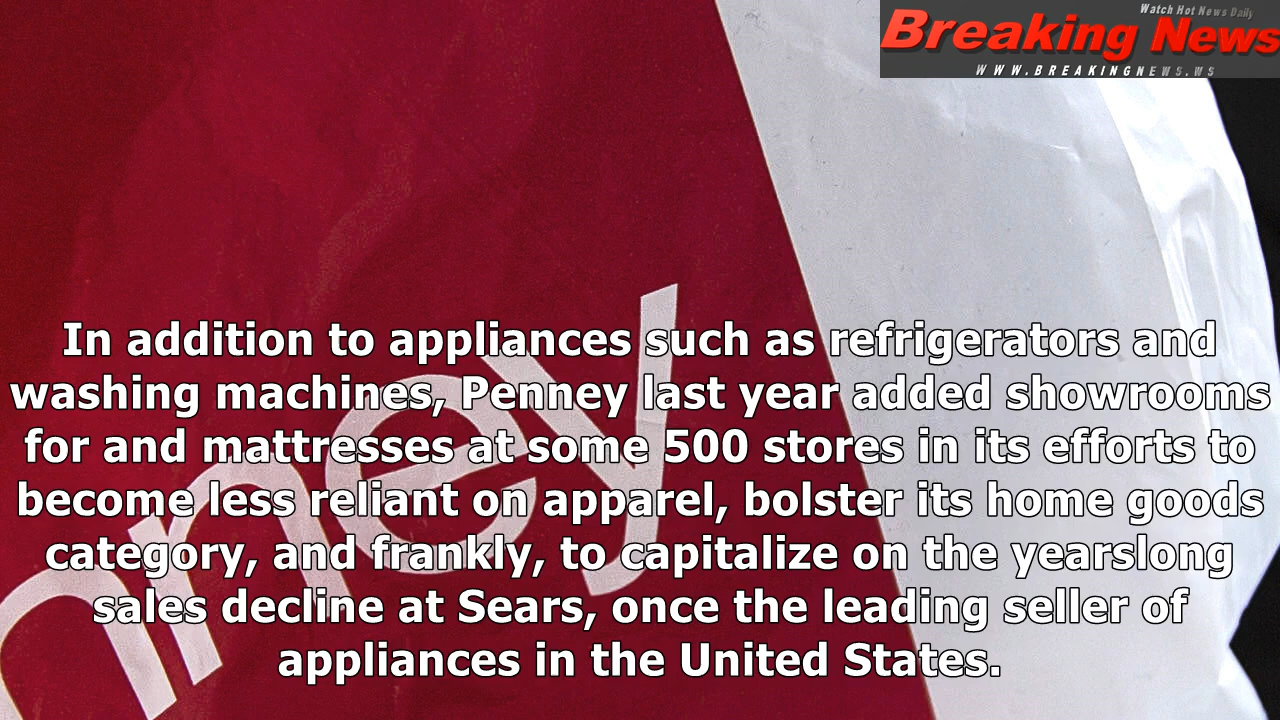 Watch Hot News Daily
Breaking News
WWW.BREAKINGNEWS.WS
In addition to appliances such as refrigerators and
washing machines, Penney last year added showrooms
for and mattresses at some 500 stores in its efforts to
become less reliant on apparel, bolster its home goods
category, and frankly, to capitalize on the yearslong
sales decline at Sears, once the leading seller of
appliances in the United States.
nney